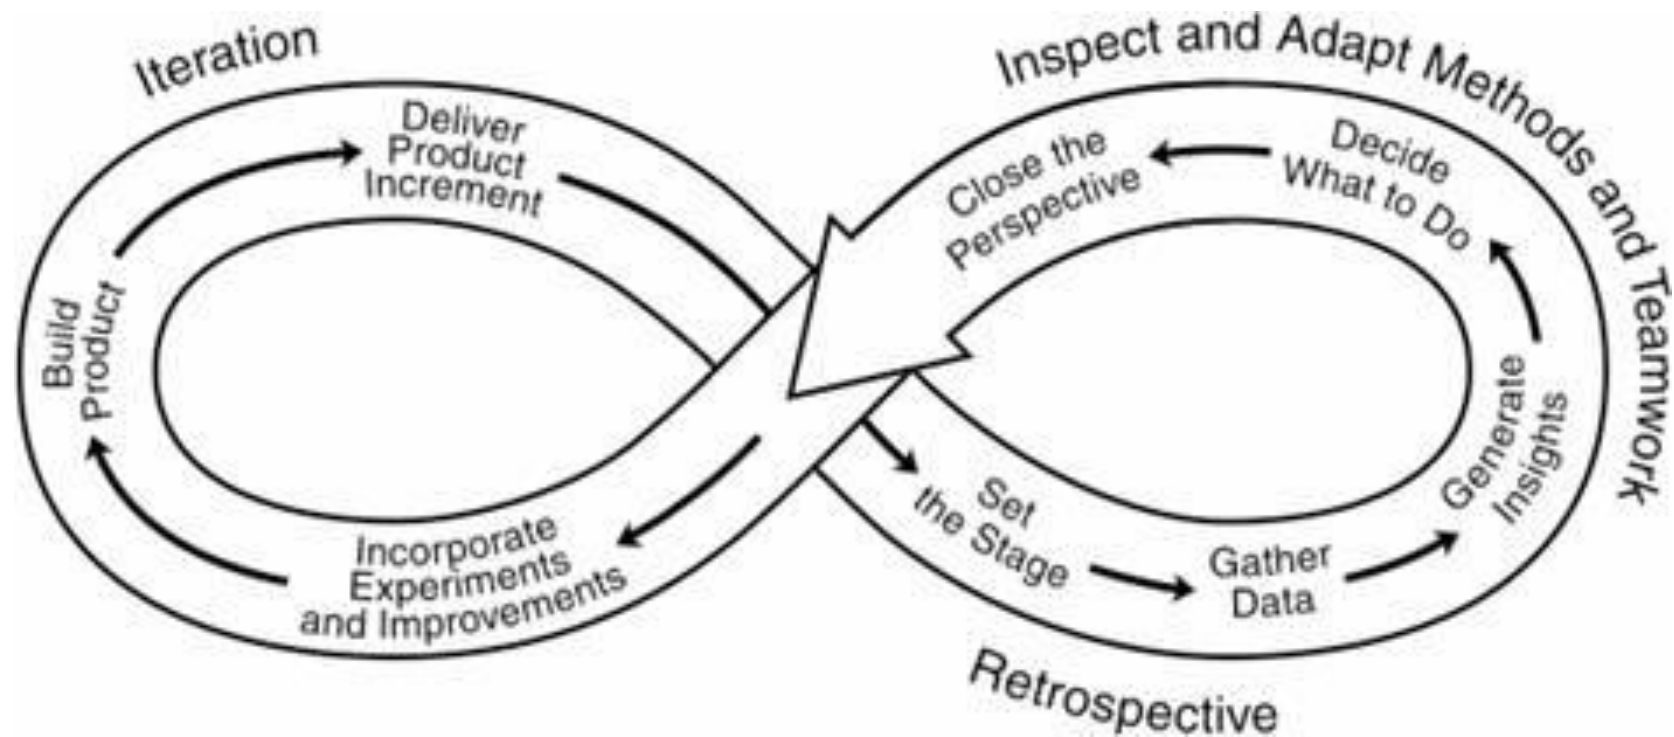 Iteration
Inspect and Adapt Methods and Teamwork
Deliver
Product
Increment
Build
Product
Incorporate
Experiments
and Improvements
Close the
Perspective
Decide
What to Do
Generate
Insights
Gather
Data
Set
the Stage
Retrospective